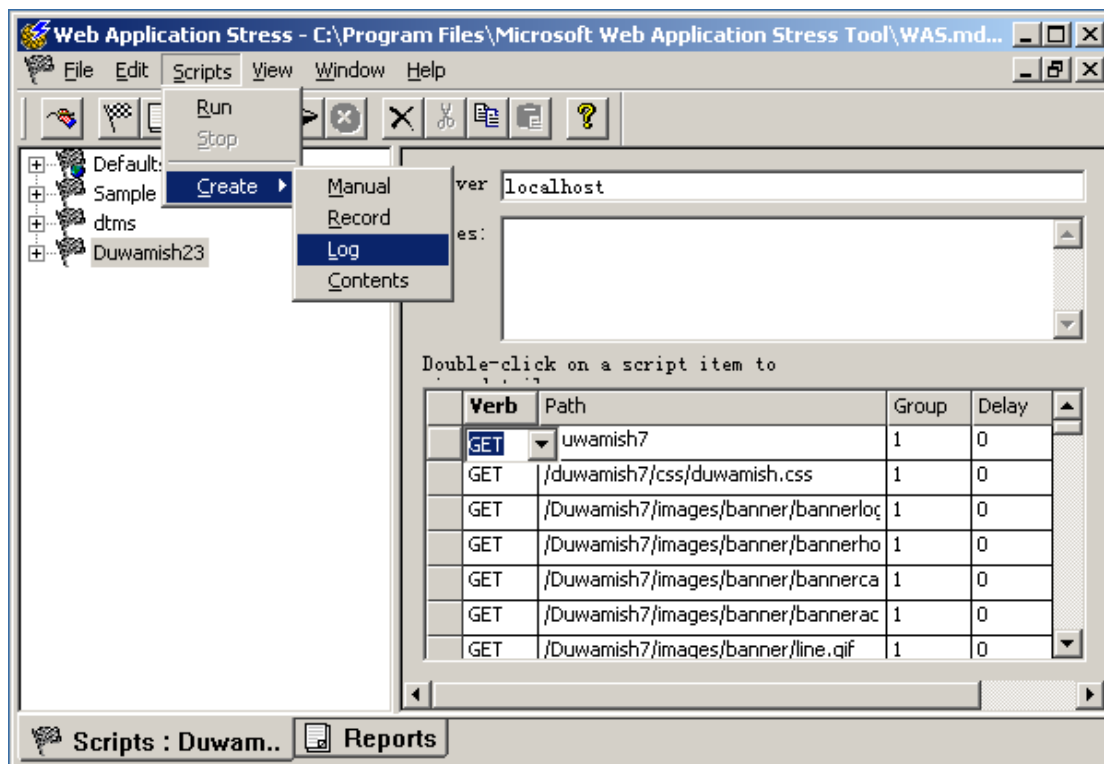 Web Application Stress - C:\Program Files\Microsoft Web Application Stress Tool\WAS.md...
File Edit Scripts View Window Help
Run
Stop
Create
Manual
Record
Log
Contents
Default:
Sample
dtms
Duwamish23
ver localhost
es:
Double-click on a script item to
Verb Path Group Delay
GET uwamish7 1 0
GET /duwamish7/css/duwamish.css 1 0
GET /Duwamish7/images/banner/bannerlog 1 0
GET /Duwamish7/images/banner/bannerho 1 0
GET /Duwamish7/images/banner/bannerca 1 0
GET /Duwamish7/images/banner/bannerac 1 0
GET /Duwamish7/images/banner/line.gif 1 0
Scripts : Duwam.. Reports